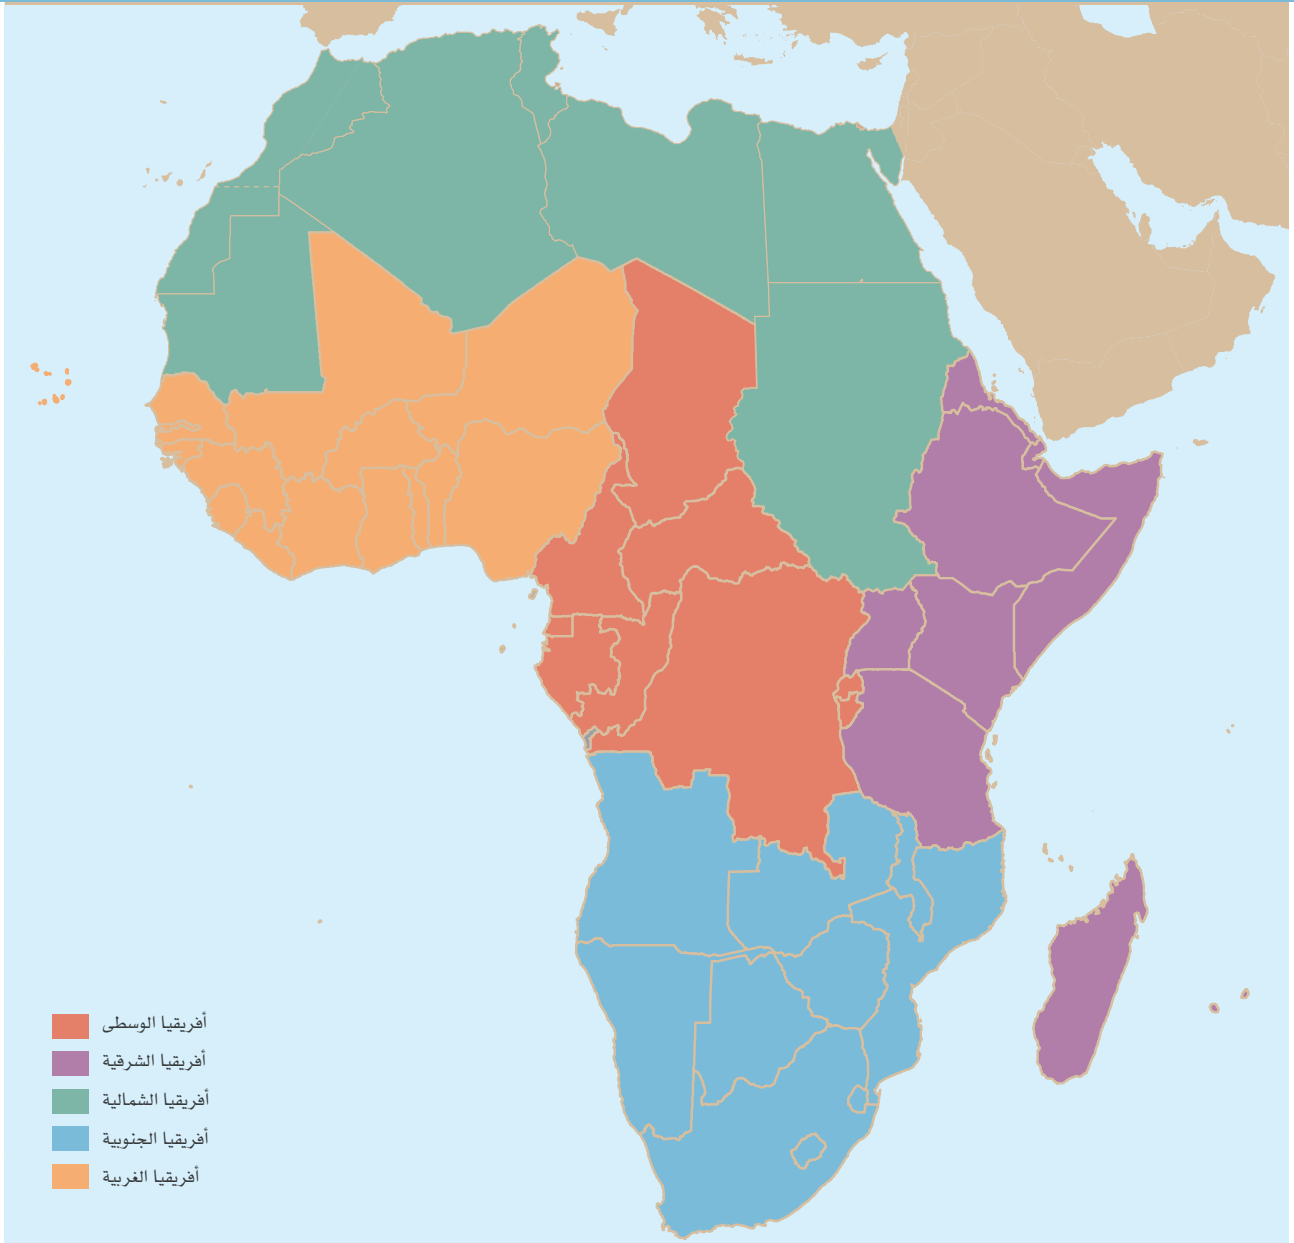 أفريقيا الوسطى
أفريقيا الشرقية
أفريقيا الشمالية
أفريقيا الجنوبية
أفريقيا الغربية